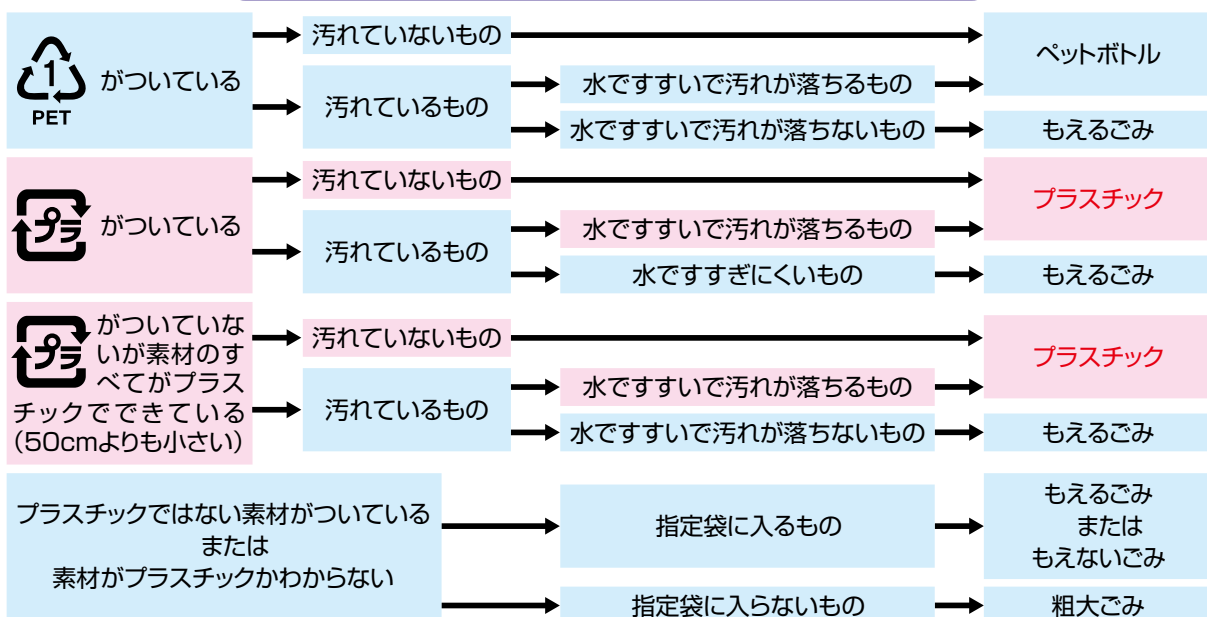 1
PET
がついている
汚れていないもの
汚れているもの
水ですすいで汚れが落ちるもの
水ですすいで汚れが落ちないもの
ペットボトル
もえるごみ
プラ
がついている
汚れていないもの
汚れているもの
水ですすいで汚れが落ちるもの
水ですすぎにくいもの
プラスチック
もえるごみ
プラ
がついていな
いが素材のす
べてがプラス
チックでできている
(50cmよりも小さい)
汚れていないもの
汚れているもの
水ですすいで汚れが落ちるもの
水ですすいで汚れが落ちないもの
プラスチック
もえるごみ
プラスチックではない素材がついている
または
素材がプラスチックかわからない
指定袋に入るもの
もえるごみ
または
もえないごみ
指定袋に入らないもの
粗大ごみ